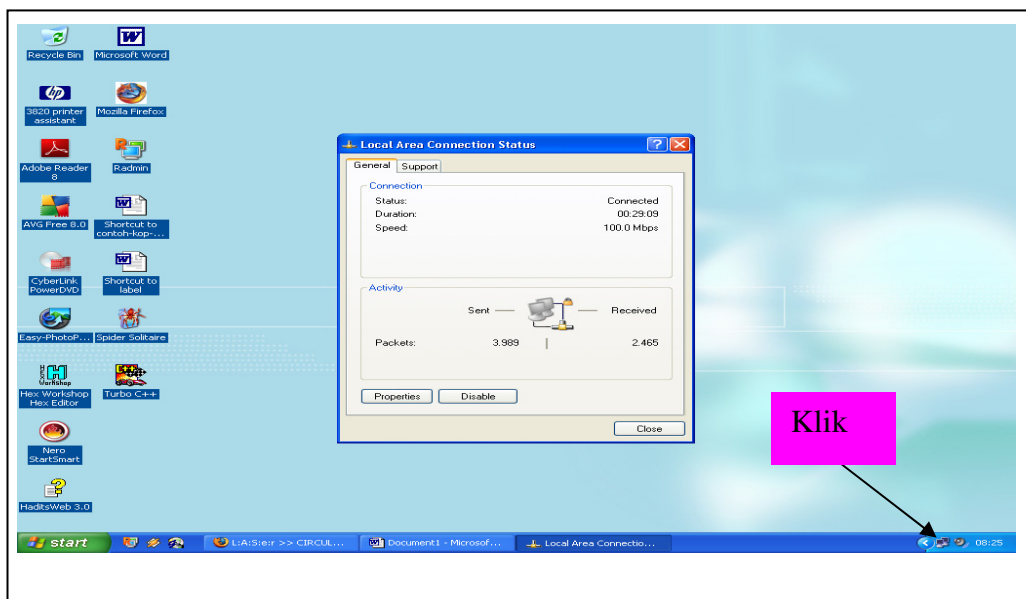 Recycle Bin
Microsoft Word
3820 printer
assistant
Mozilla Firefox
Adobe Reader
8
Radmin
AVG Free 8.0
Shortcut to
contoh-kop-...
CyberLink
PowerDVD
Shortcut to
label
Easy-PhotoP...
Spider Solitaire
Hex Workshop
Hex Editor
Turbo C++
Nero
StartSmart
HaditsWeb 3.0
Local Area Connection Status
General
Support
Connection
Status: Connected
Duration: 00:29:09
Speed: 100.0 Mbps
Activity
Sent
Received
Packets: 3.989 2.465
Properties
Disable
Close
Klik
start
L:A:S:e:r >> CIRCUL...
Document1 - Microsof...
Local Area Connectio...
08:25